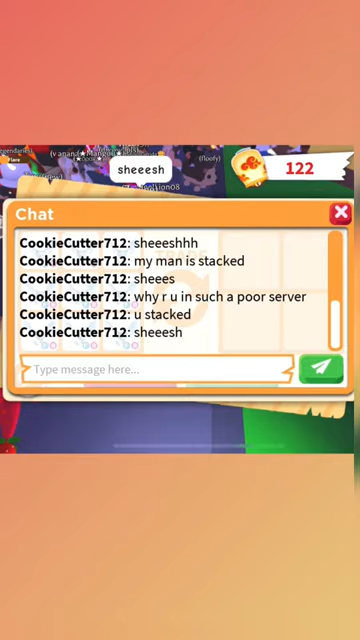 sheeesh
122
Chat
CookieCutter712: sheeeshhh
CookieCutter712: my man is stacked
CookieCutter712: shees
CookieCutter712: why r u in such a poor server
CookieCutter712: u stacked
CookieCutter712: sheeesh
Type message here...